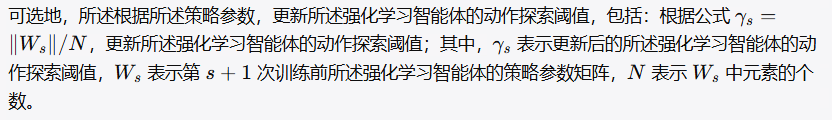 可选地，所述根据所述策略参数，更新所述强化学习智能体的动作探索阈值，包括：根据公式 γₛ =
‖Wₛ‖/N，更新所述强化学习智能体的动作探索阈值；其中，γₛ 表示更新后的所述强化学习智能体的动
作探索阈值，Wₛ 表示第 s + 1 次训练前所述强化学习智能体的策略参数矩阵，N 表示 Wₛ 中元素的个
数。